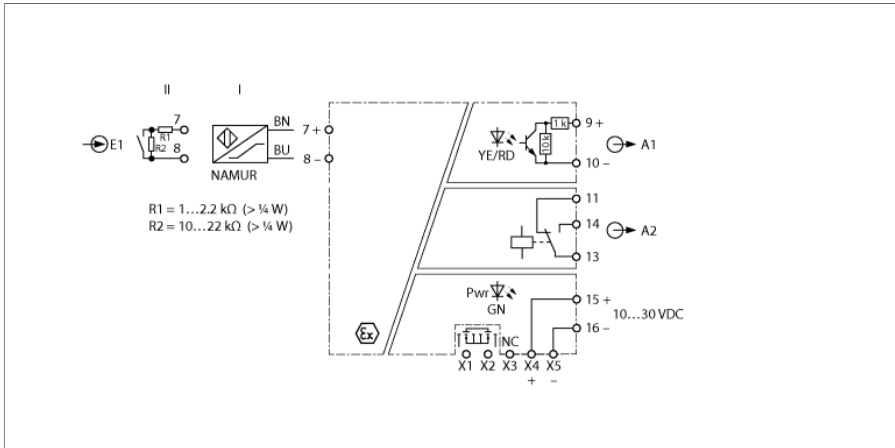 II I
7
R1
R2
8
E1
BN
7 +
BU
8 –
NAMUR
R1 = 1…2.2 kΩ (> ¼ W)
R2 = 10…22 kΩ (> ¼ W)
YE/RD
1 k
10 k
9 +
10 –
A1
11
14
13
A2
Pwr
GN
15 +
16 –
10…30 VDC
Ex
NC
X1 X2 X3 X4 X5
+ –